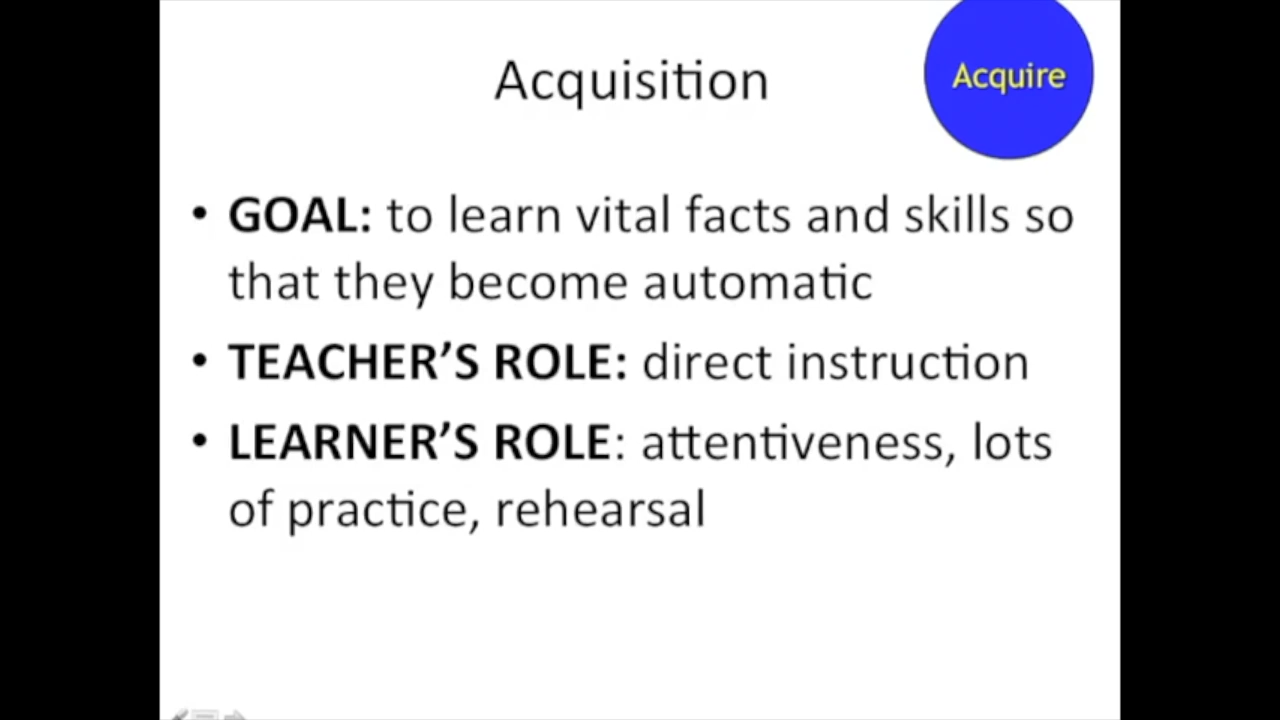 Acquisition
Acquire
• GOAL: to learn vital facts and skills so
that they become automatic
• TEACHER’S ROLE: direct instruction
• LEARNER’S ROLE: attentiveness, lots
of practice, rehearsal